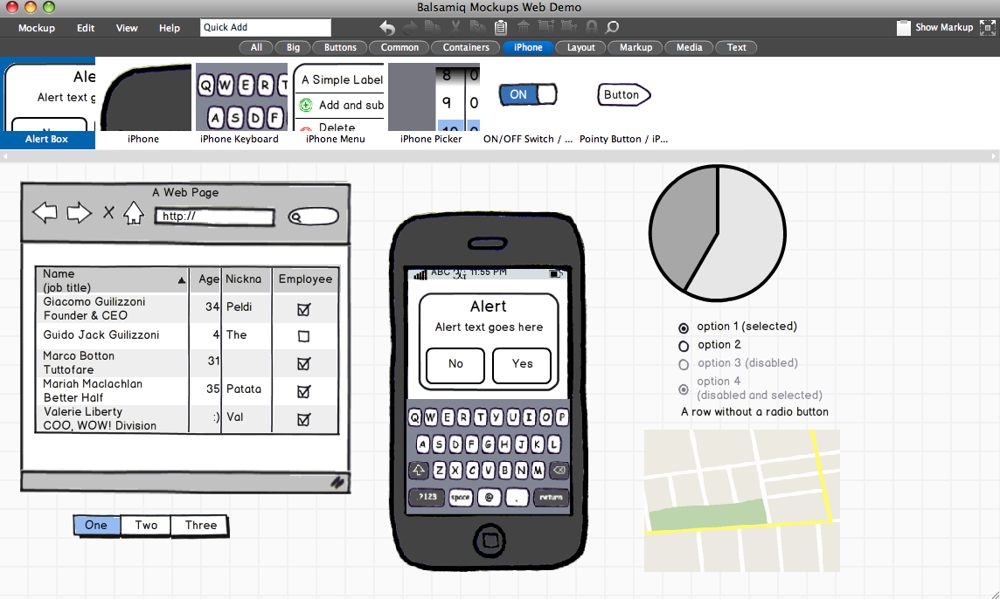 Balsamiq Mockups Web Demo
Mockup Edit View Help Quick Add Show Markup
All Big Buttons Common Containers iPhone Layout Markup Media Text
Ale
Alert text g
Alert Box
iPhone
Q W E R T
A S D F
iPhone Keyboard
A Simple Label
Add and sub
Delete
iPhone Menu
8 0
9 0
10 0
iPhone Picker
ON
ON/OFF Switch / ...
Button
Pointy Button / iP...
A Web Page
http://
Name
(job title) Age Nickna Employee
Giacomo Guilizzoni
Founder & CEO 34 Peldi
Guido Jack Guilizzoni 4 The
Marco Botton
Tuttofare 31
Mariah Maclachlan
Better Half 35 Patata
Valerie Liberty
COO, WOW! Division :) Val
One Two Three
ABC 3G 11:55 PM
Alert
Alert text goes here
No Yes
Q W E R T Y U I O P
A S D F G H J K L
Z X C V B N M
.?123 space @ . return
option 1 (selected)
option 2
option 3 (disabled)
option 4
(disabled and selected)
A row without a radio button